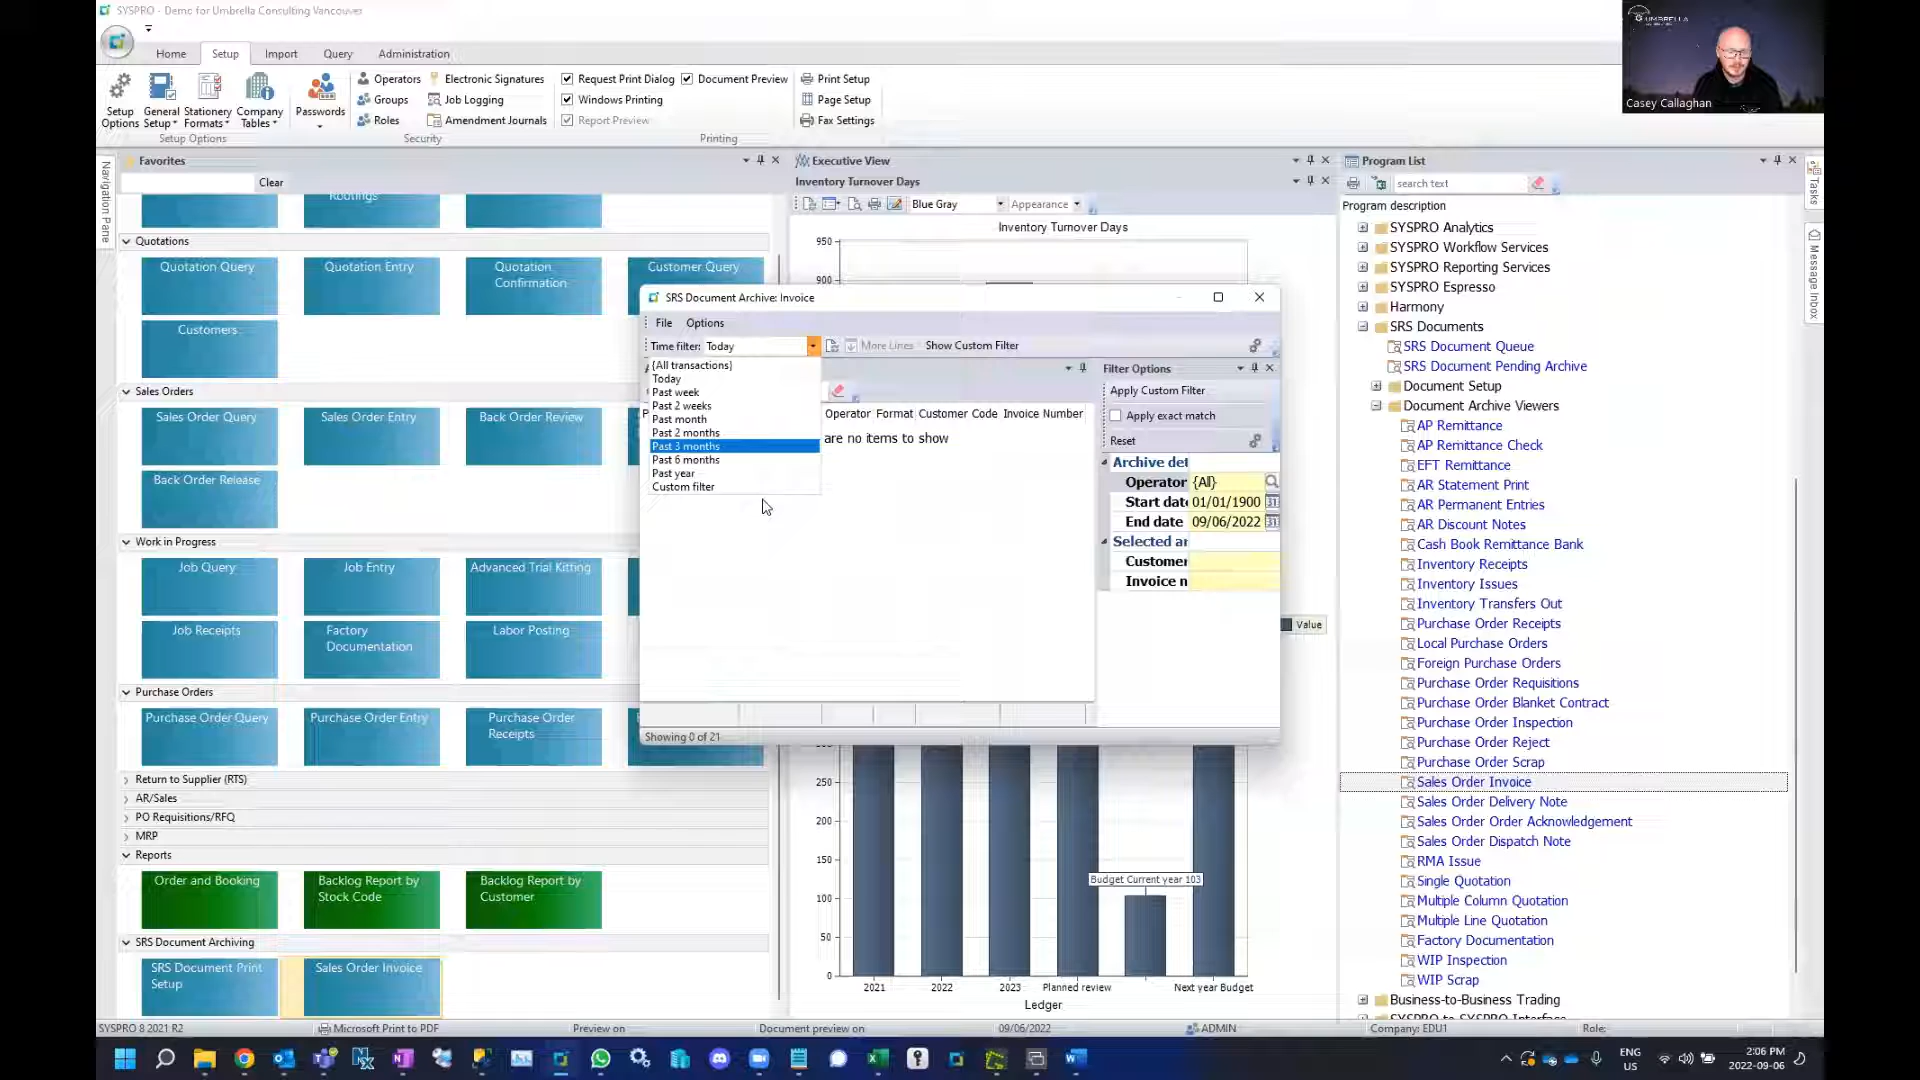 SYSPRO - Demo for Umbrella Consulting Vancouver
UMBRELLA
Casey Callaghan
Home Setup Import Query Administration
Setup Options
General Setup
Stationery Formats
Company Tables
Setup Options
Passwords
Operators
Groups
Roles
Electronic Signatures
Job Logging
Amendment Journals
Security
Request Print Dialog
Windows Printing
Report Preview
Document Preview
Print Setup
Page Setup
Fax Settings
Printing
Navigation Pane
Favorites
Clear
Routings
Quotations
Quotation Query
Quotation Entry
Quotation Confirmation
Customer Query
Customers
Sales Orders
Sales Order Query
Sales Order Entry
Back Order Review
Back Order Release
Work in Progress
Job Query
Job Entry
Advanced Trial Kitting
Job Receipts
Factory Documentation
Labor Posting
Purchase Orders
Purchase Order Query
Purchase Order Entry
Purchase Order Receipts
Return to Supplier (RTS)
AR/Sales
PO Requisitions/RFQ
MRP
Reports
Order and Booking
Backlog Report by Stock Code
Backlog Report by Customer
SRS Document Archiving
SRS Document Print Setup
Sales Order Invoice
Executive View
Inventory Turnover Days
Blue Gray
Appearance
Inventory Turnover Days
950
900
SRS Document Archive: Invoice
File Options
Time filter: Today
More Lines
Show Custom Filter
{All transactions}
Today
Past week
Past 2 weeks
Past month
Past 2 months
Past 3 months
Past 6 months
Past year
Custom filter
Operator Format Customer Code Invoice Number
are no items to show
Filter Options
Apply Custom Filter
Apply exact match
Reset
Archive det
Operator {All}
Start date 01/01/1900
End date 09/06/2022
Selected ar
Customer
Invoice n
Showing 0 of 21
Value
250
200
150
100
50
0
Budget Current year 103
2021 2022 2023 Planned review Next year Budget
Ledger
Program List
search text
Program description
SYSPRO Analytics
SYSPRO Workflow Services
SYSPRO Reporting Services
SYSPRO Espresso
Harmony
SRS Documents
SRS Document Queue
SRS Document Pending Archive
Document Setup
Document Archive Viewers
AP Remittance
AP Remittance Check
EFT Remittance
AR Statement Print
AR Permanent Entries
AR Discount Notes
Cash Book Remittance Bank
Inventory Receipts
Inventory Issues
Inventory Transfers Out
Purchase Order Receipts
Local Purchase Orders
Foreign Purchase Orders
Purchase Order Requisitions
Purchase Order Blanket Contract
Purchase Order Inspection
Purchase Order Reject
Purchase Order Scrap
Sales Order Invoice
Sales Order Delivery Note
Sales Order Order Acknowledgement
Sales Order Dispatch Note
RMA Issue
Single Quotation
Multiple Column Quotation
Multiple Line Quotation
Factory Documentation
WIP Inspection
WIP Scrap
Business-to-Business Trading
SYSPRO to SYSPRO Interface
Tasks
Message Inbox
SYSPRO 8 2021 R2
Microsoft Print to PDF
Preview on
Document preview on
09/06/2022
ADMIN
Company: EDU1
Role:
ENG
US
2:06 PM
2022-09-06